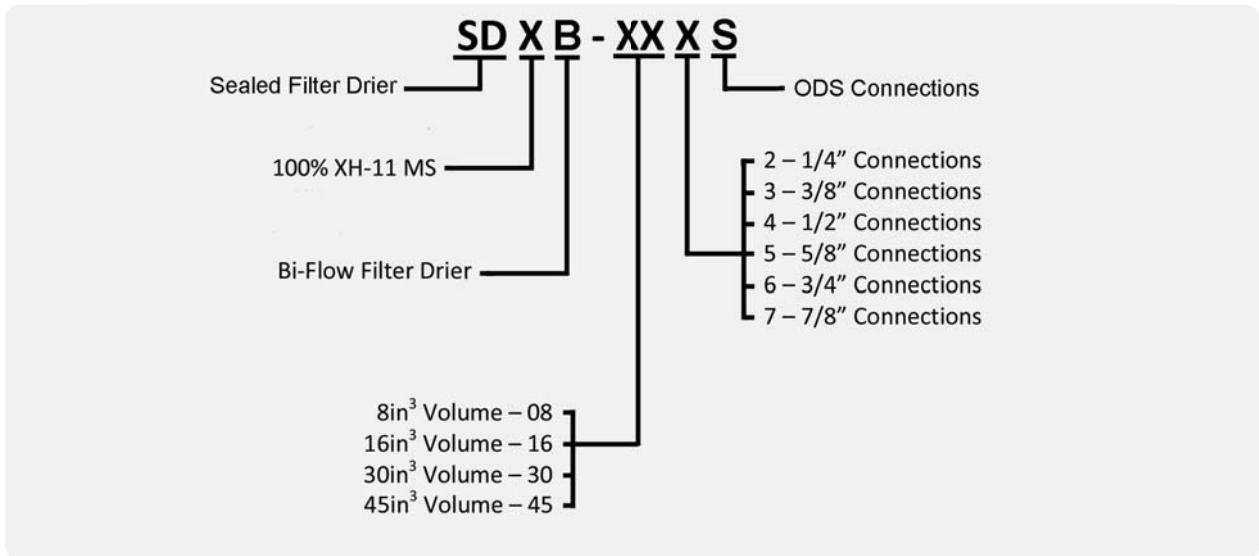 SD X B - XX X S
Sealed Filter Drier
ODS Connections
100% XH-11 MS
Bi-Flow Filter Drier
2 – 1/4” Connections
3 – 3/8” Connections
4 – 1/2” Connections
5 – 5/8” Connections
6 – 3/4” Connections
7 – 7/8” Connections
8in³ Volume – 08
16in³ Volume – 16
30in³ Volume – 30
45in³ Volume – 45